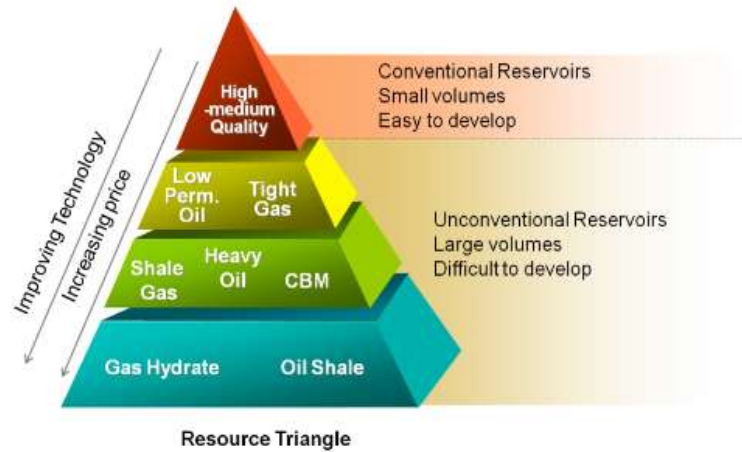 High
-medium
Quality
Conventional Reservoirs
Small volumes
Easy to develop
Improving Technology
Increasing price
Low
Perm.
Oil
Tight
Gas
Unconventional Reservoirs
Large volumes
Difficult to develop
Shale
Gas
Heavy
Oil
CBM
Gas Hydrate
Oil Shale
Resource Triangle